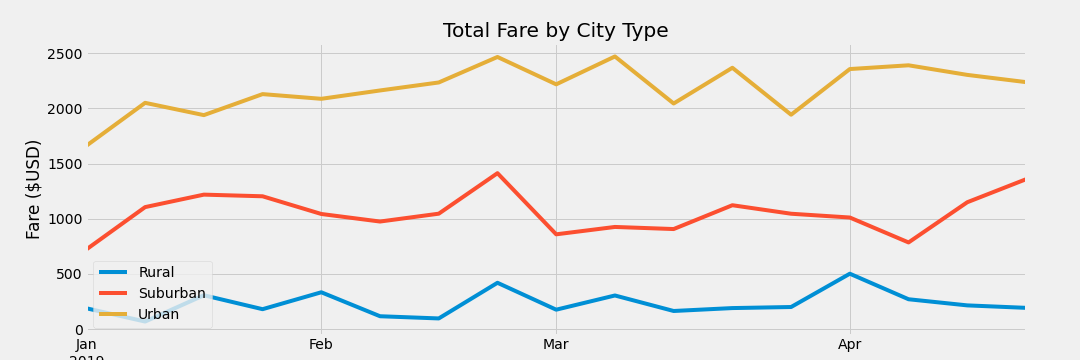 Total Fare by City Type
Fare ($USD)
2500
2000
1500
1000
500
0
Rural
Suburban
Urban
Jan Feb Mar Apr
2019